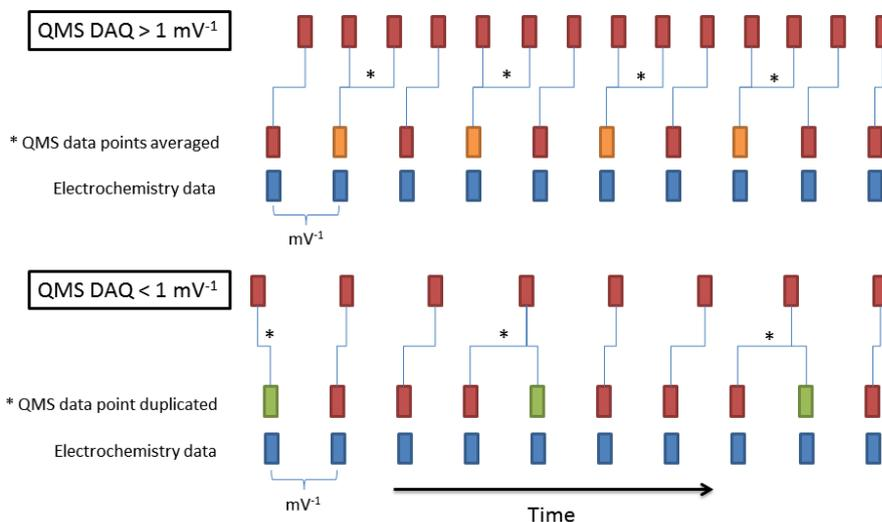 QMS DAQ > 1 mV⁻¹
* * * *
* QMS data points averaged
Electrochemistry data
mV⁻¹
QMS DAQ < 1 mV⁻¹
* * *
* QMS data point duplicated
Electrochemistry data
mV⁻¹
Time